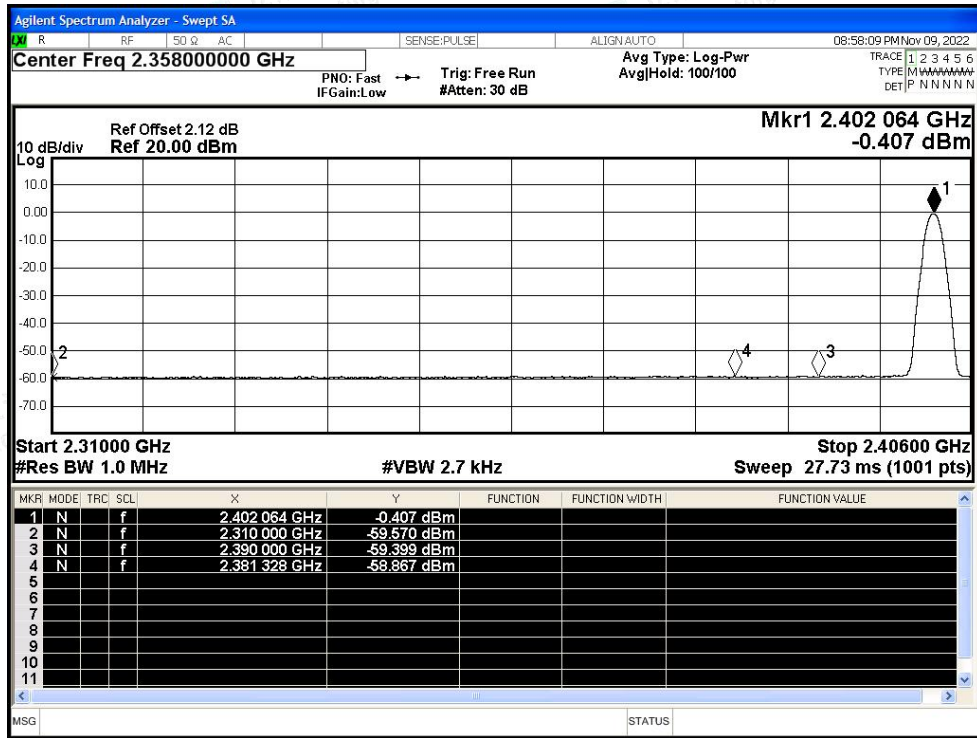 Agilent Spectrum Analyzer - Swept SA
LXI R RF 50 Ω AC SENSE:PULSE ALIGN AUTO 08:58:09 PM Nov 09, 2022
Center Freq 2.358000000 GHz
PNO: Fast
IFGain:Low
Trig: Free Run
#Atten: 30 dB
Avg Type: Log-Pwr
Avg|Hold: 100/100
TRACE 1 2 3 4 5 6
TYPE M
DET P N N N N N
Ref Offset 2.12 dB
10 dB/div Ref 20.00 dBm
Log
Mkr1 2.402 064 GHz
-0.407 dBm
10.0
0.00
-10.0
-20.0
-30.0
-40.0
-50.0
-60.0
-70.0
1
2
4
3
Start 2.31000 GHz Stop 2.40600 GHz
#Res BW 1.0 MHz #VBW 2.7 kHz Sweep 27.73 ms (1001 pts)
MKR MODE TRC SCL X Y FUNCTION FUNCTION WIDTH FUNCTION VALUE
1 N f 2.402 064 GHz -0.407 dBm
2 N f 2.310 000 GHz -59.570 dBm
3 N f 2.390 000 GHz -59.399 dBm
4 N f 2.381 328 GHz -58.867 dBm
5
6
7
8
9
10
11
MSG STATUS